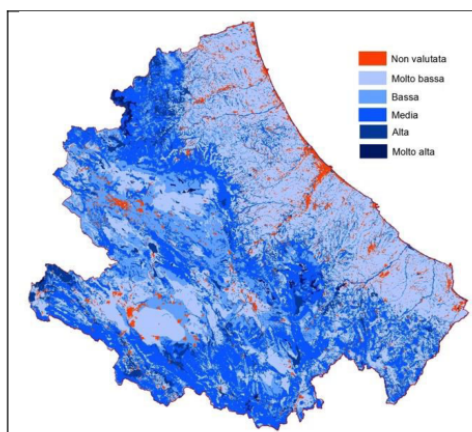 Non valutata
Molto bassa
Bassa
Media
Alta
Molto alta